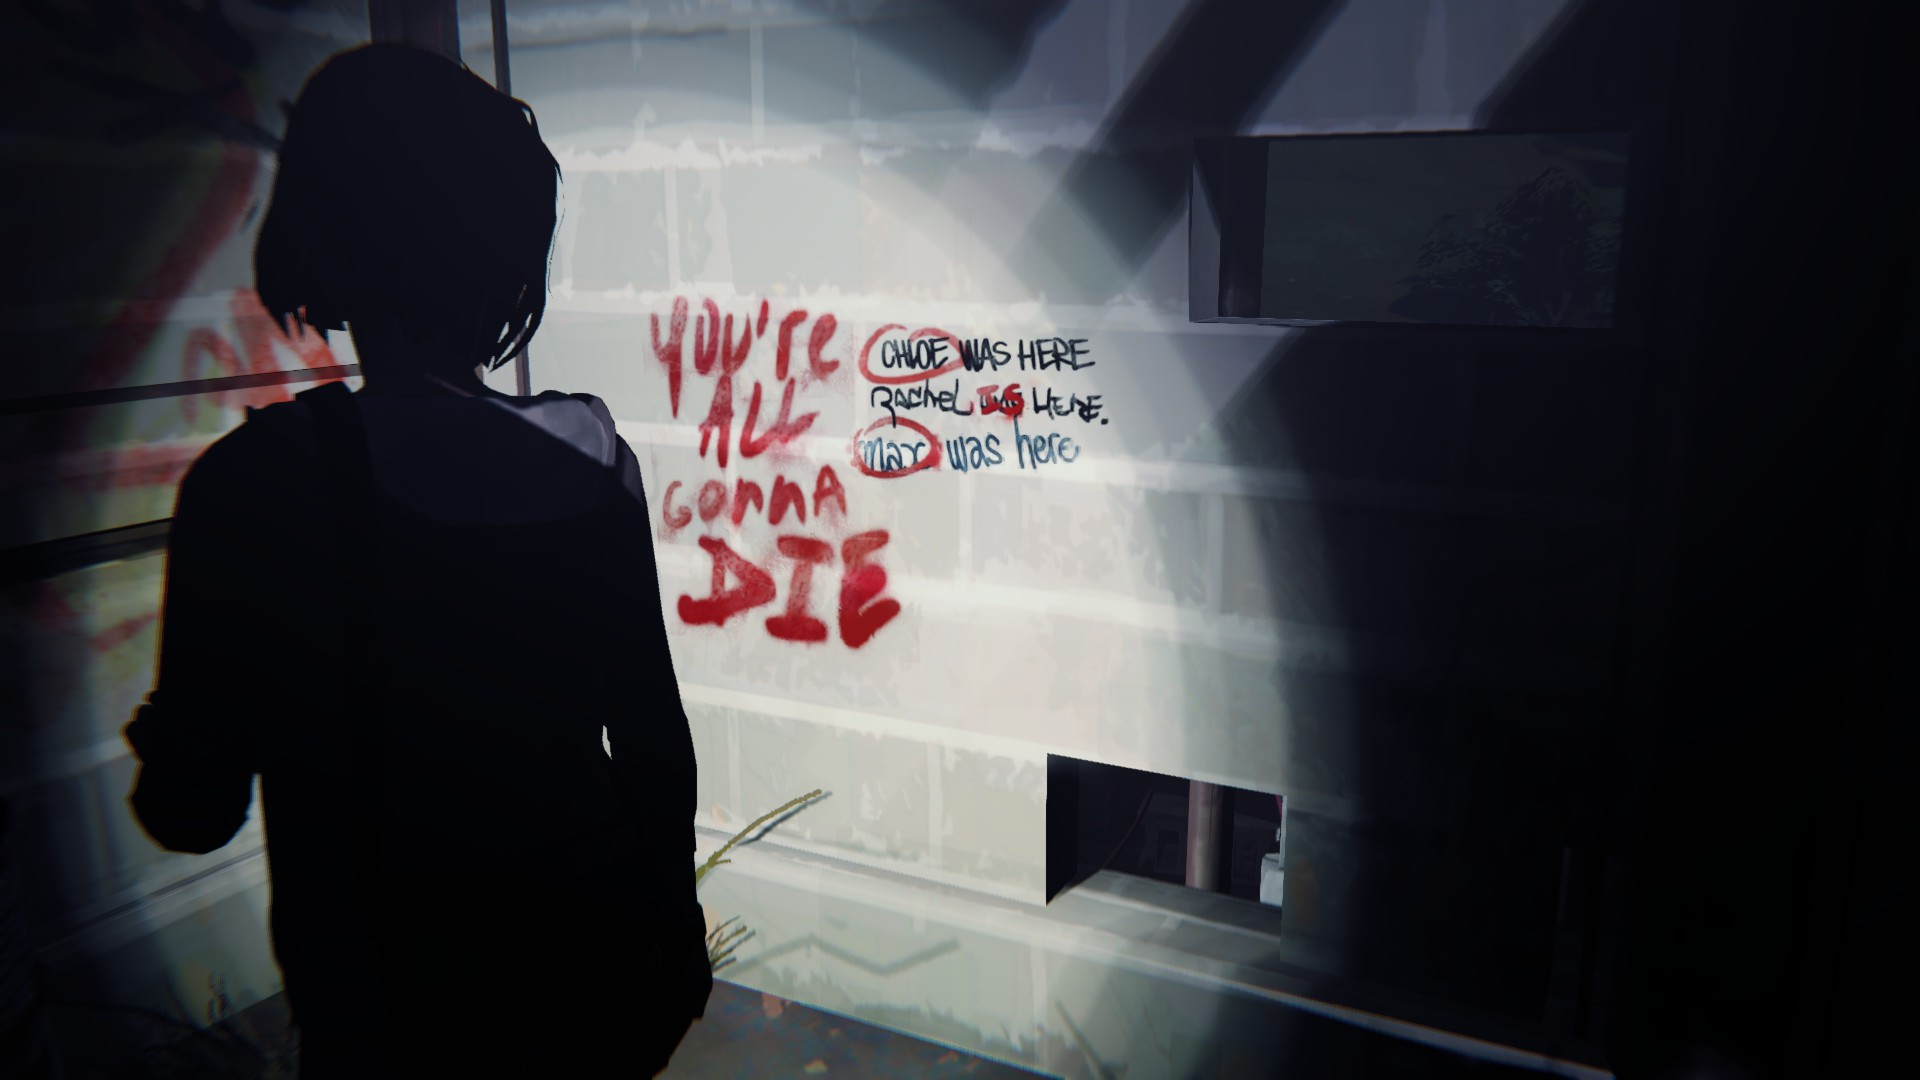 YOU'RE
ALL
GONNA
DIE
CHLOE WAS HERE
RACHEL IS HERE.
Max was here